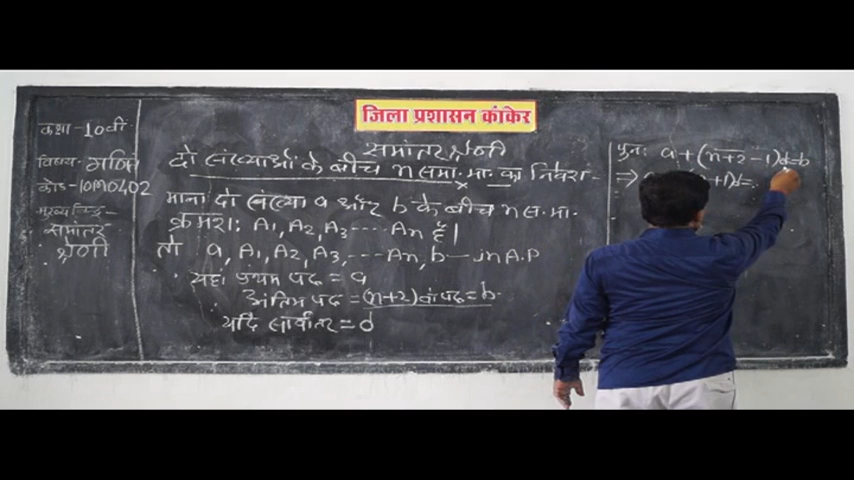 जिला प्रशासन कांकेर
कक्षा - 10वीं
विषय - गणित
कोड - 10M0402
मुख्य बिन्दु -
समांतर
श्रेणी
समांतर श्रेणी
दो संख्याओं के बीच n समा. मा. का निवेश -
माना दो संख्या a और b के बीच n स. मा.
क्रमश: A₁, A₂, A₃ ---- An हैं।
तो a, A₁, A₂, A₃, --- An, b — in A.P
यहां प्रथम पद = a
अंतिम पद = (n+2) वां पद = b.
यदि सार्वांतर = d
पुनः a + (n+2-1)d = b
⇒ +1)d =